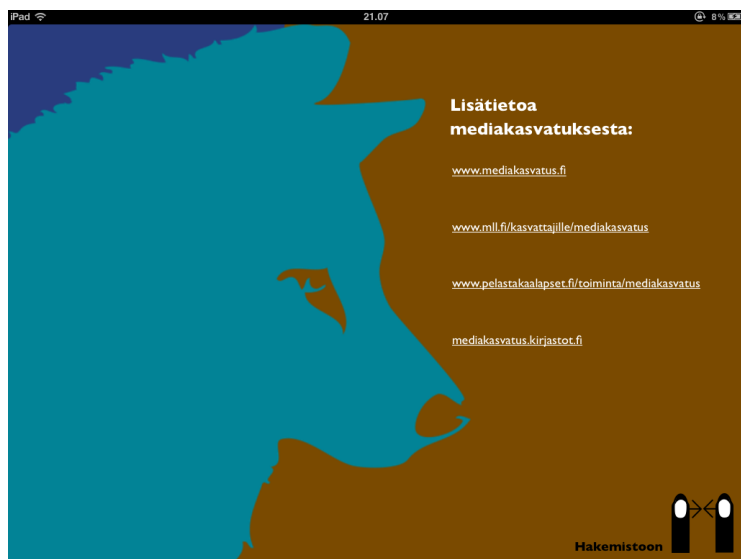 iPad 21.07 8%
Lisätietoa
mediakasvatuksesta:
www.mediakasvatus.fi
www.mll.fi/kasvattajille/mediakasvatus
www.pelastakaalapset.fi/toiminta/mediakasvatus
mediakasvatus.kirjastot.fi
Hakemistoon